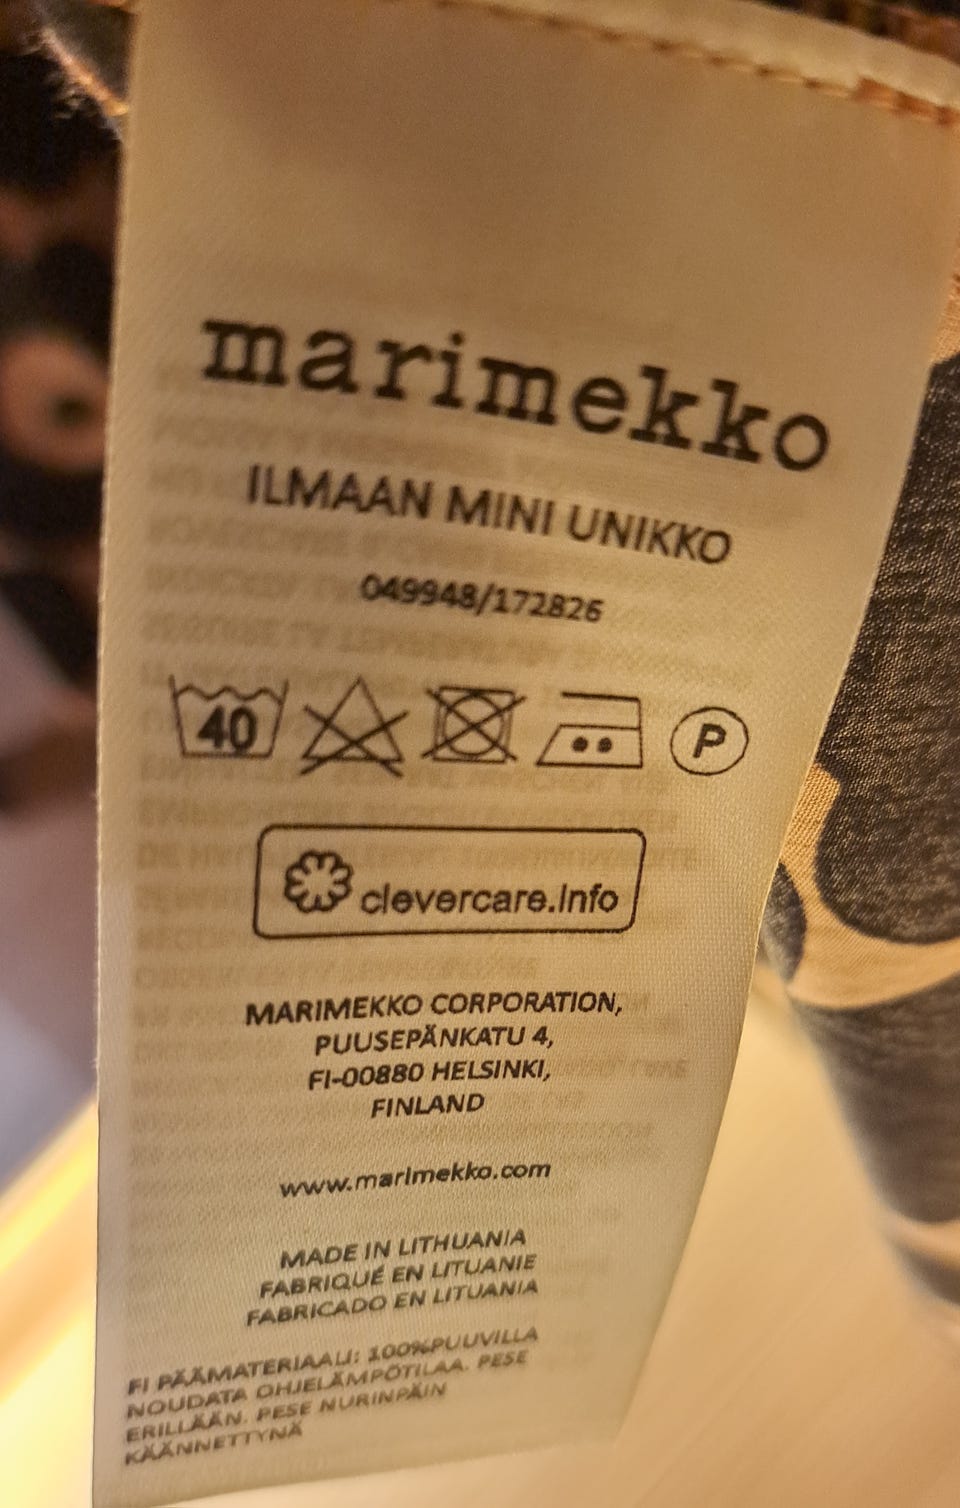 marimekko
ILMAAN MINI UNIKKO
049948/172826
40
P
clevercare.info
MARIMEKKO CORPORATION,
PUUSEPÄNKATU 4,
FI-00880 HELSINKI,
FINLAND
www.marimekko.com
MADE IN LITHUANIA
FABRIQUÉ EN LITUANIE
FABRICADO EN LITUANIA
FI PÄÄMATERIAALI: 100%PUUVILLA
NOUDATA OHJELÄMPÖTILAA. PESE
ERILLÄÄN. PESE NURINPÄIN
KÄÄNNETTYNÄ